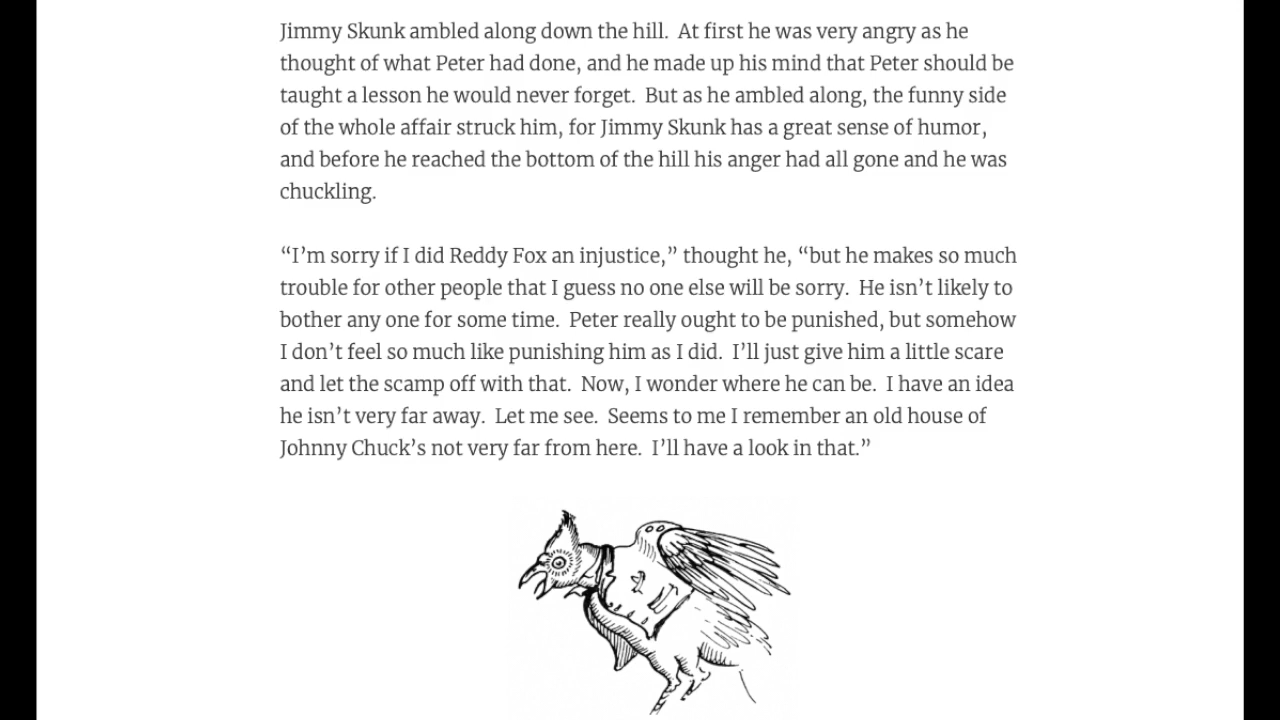 Jimmy Skunk ambled along down the hill.  At first he was very angry as he
thought of what Peter had done, and he made up his mind that Peter should be
taught a lesson he would never forget.  But as he ambled along, the funny side
of the whole affair struck him, for Jimmy Skunk has a great sense of humor,
and before he reached the bottom of the hill his anger had all gone and he was
chuckling.
“I’m sorry if I did Reddy Fox an injustice,” thought he, “but he makes so much
trouble for other people that I guess no one else will be sorry.  He isn’t likely to
bother any one for some time.  Peter really ought to be punished, but somehow
I don’t feel so much like punishing him as I did.  I’ll just give him a little scare
and let the scamp off with that.  Now, I wonder where he can be.  I have an idea
he isn’t very far away.  Let me see.  Seems to me I remember an old house of
Johnny Chuck’s not very far from here.  I’ll have a look in that.”